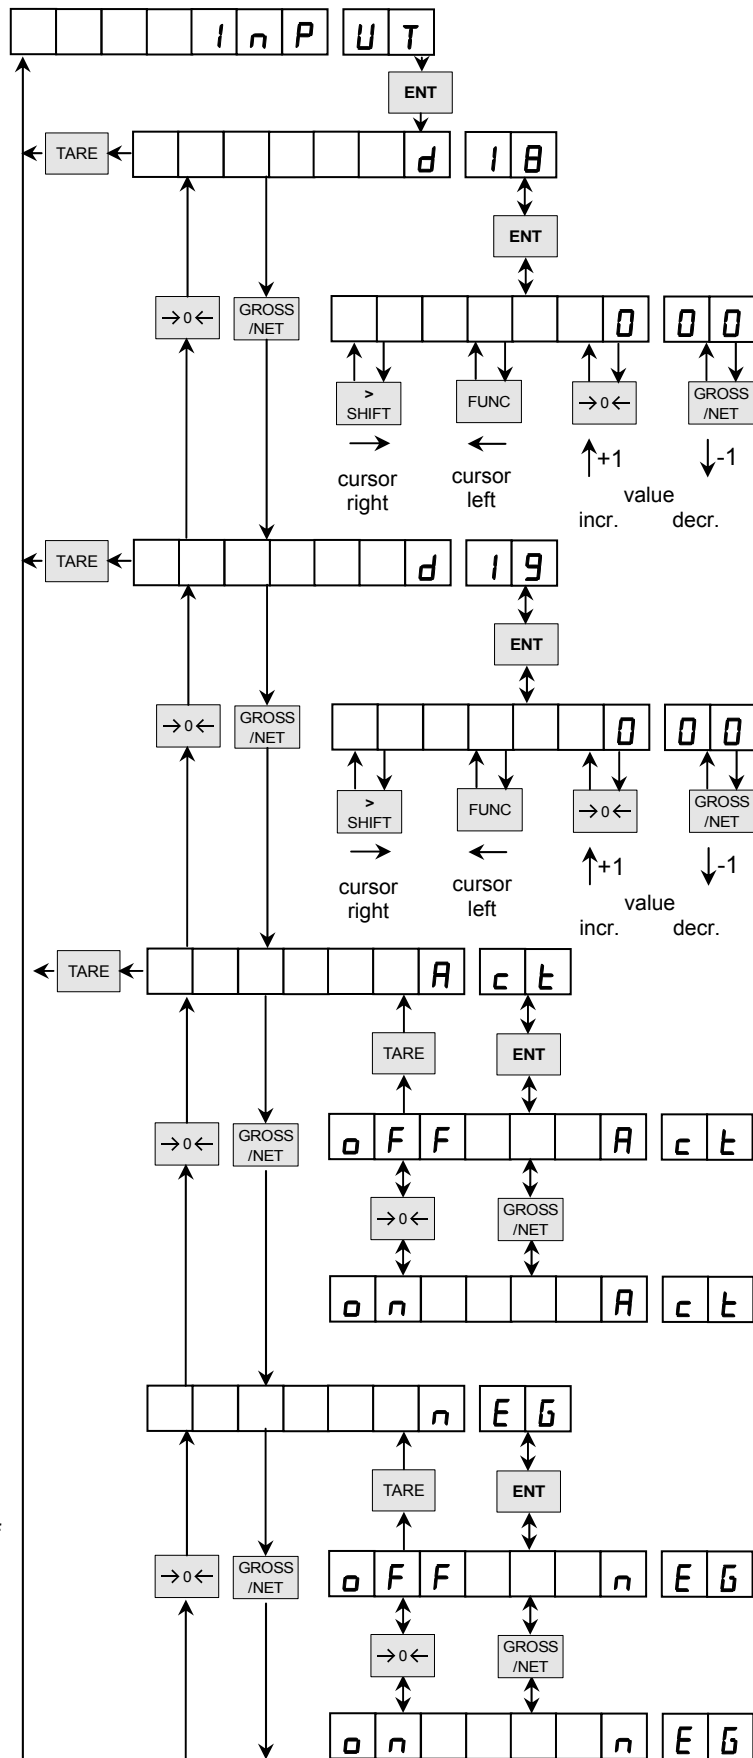 InP UT
ENT
TARE d 18
ENT
→0← GROSS /NET
0 00
> SHIFT FUNC →0← GROSS /NET
+1 -1
cursor right cursor left value
incr. decr.
TARE d 19
ENT
→0← GROSS /NET
0 00
> SHIFT FUNC →0← GROSS /NET
+1 -1
cursor right cursor left value
incr. decr.
TARE A ct
TARE ENT
→0← GROSS /NET
oFF A ct
→0← GROSS /NET
on A ct
n EG
TARE ENT
→0← GROSS /NET
oFF n EG
→0← GROSS /NET
on n EG